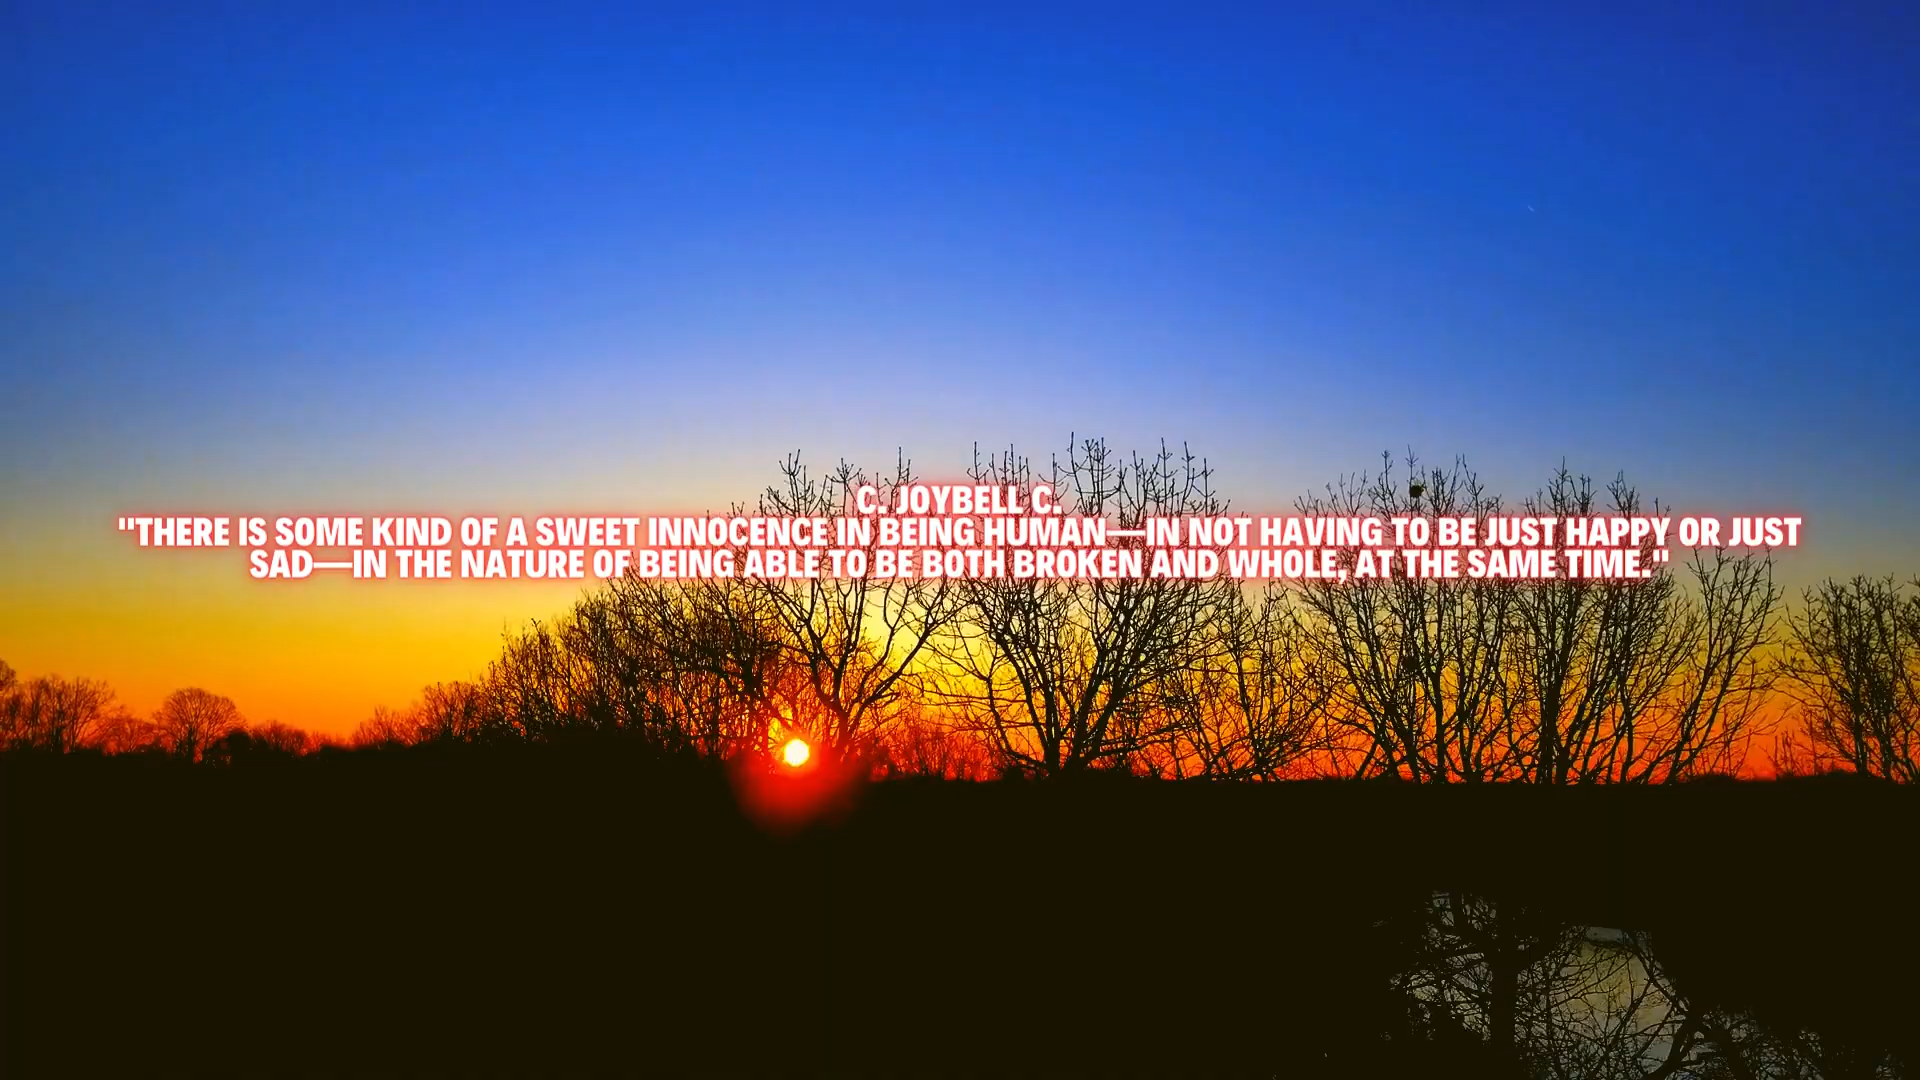 C. JOYBELL C.
"THERE IS SOME KIND OF A SWEET INNOCENCE IN BEING HUMAN—IN NOT HAVING TO BE JUST HAPPY OR JUST
SAD—IN THE NATURE OF BEING ABLE TO BE BOTH BROKEN AND WHOLE, AT THE SAME TIME."